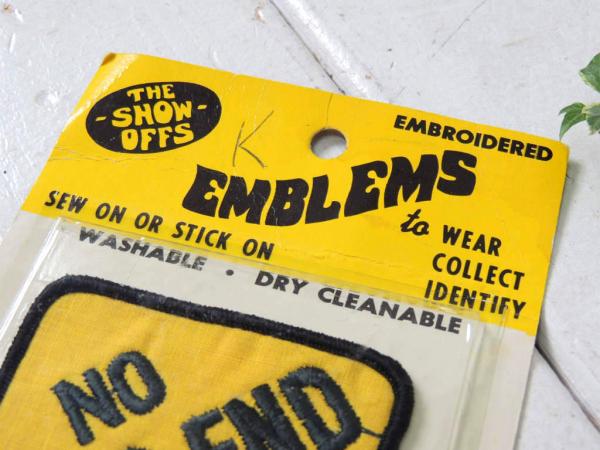 THE
-SHOW-
OFFS
K
EMBROIDERED
EMBLEMS
to WEAR
COLLECT
IDENTIFY
SEW ON OR STICK ON
WASHABLE • DRY CLEANABLE
NO
END